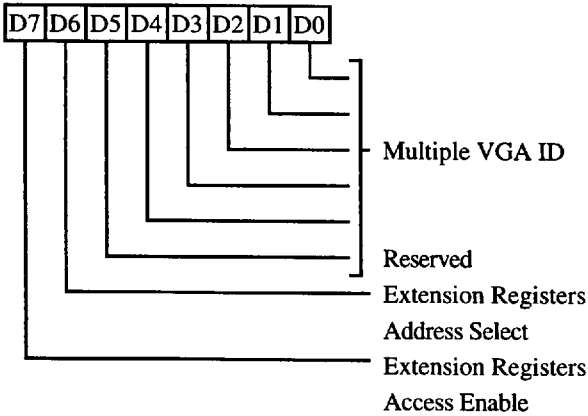 D7 D6 D5 D4 D3 D2 D1 D0
Multiple VGA ID
Reserved
Extension Registers
Address Select
Extension Registers
Access Enable